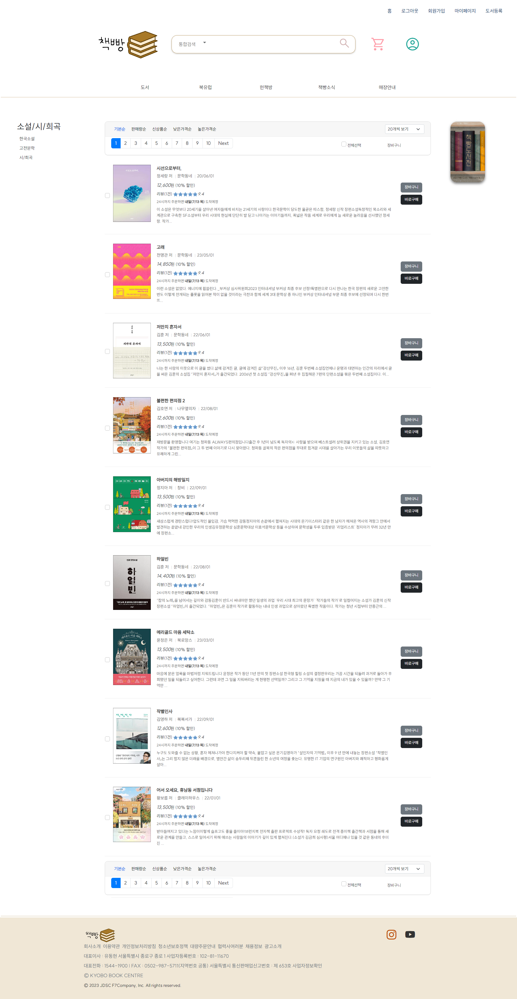 홈 로그아웃 회원가입 마이페이지 도서등록
책빵
통합검색
도서 북유럽 헌책방 책빵소식 매장안내
소설/시/희곡
한국소설
고전문학
시/희곡
기본순 판매량순 신상품순 낮은가격순 높은가격순 20개씩 보기
1 2 3 4 5 6 7 8 9 10 Next 전체선택 장바구니
책빵도서전
시선으로부터,
시선으로부터,
정세랑 저 | 문학동네 | 20/06/01
12,600원 (10% 할인)
리뷰(1건) 9.4
24시까지 주문하면 내일(7/13 목) 도착예정
이 소설은 무엇보다 20세기를 살아낸 여자들에게 바치는 21세기의 사랑이다.한국문학이 당도한 올곧은 따스함, 정세랑 신작 장편소설독창적인 목소리와 세
계관으로 구축한 SF소설부터 우리 시대의 현실에 단단히 발 딛고 나아가는 이야기들까지, 폭넓은 작품 세계로 우리에게 늘 새로운 놀라움을 선사했던 정세
랑. 작가...
장바구니
바로구매
고래
천명관 저 | 문학동네 | 23/05/01
14,850원 (10% 할인)
리뷰(1건) 9.4
24시까지 주문하면 내일(7/13 목) 도착예정
이런 소설은 없었다. 에너지에 휩쓸린다._부커상 심사위원회2023 인터내셔널 부커상 최종 후보 선정!특별판으로 다시 만나는 한국 장편의 새로운 고전한
번도 이렇게 전개되는 플롯을 읽어본 적이 없을 것이라는 극찬과 함께 세계 3대 문학상 중 하나인 부커상 인터내셔널 부문 최종 후보에 선정되며 다시 한번
뜨...
장바구니
바로구매
김훈 소설
저만치 혼자서
저만치 혼자서
김훈 저 | 문학동네 | 22/06/01
13,500원 (10% 할인)
리뷰(1건) 9.4
24시까지 주문하면 내일(7/13 목) 도착예정
나는 한 사람의 이웃으로 이 글을 썼다.삶에 감겨든 글, 글에 감겨든 삶『강산무진』 이후 16년, 김훈 두번째 소설집언제나 운명과 대면하는 인간의 자리에서 글
을 써온 김훈의 소설집 『저만치 혼자서』가 출간되었다. 2006년 첫 소설집 『강산무진』을 펴낸 후 집필해온 7편의 단편소설을 묶은 두번째 소설집이다. 이...
장바구니
바로구매
불편한 편의점 2
김호연 저 | 나무옆의자 | 22/08/01
12,600원 (10% 할인)
리뷰(1건) 9.4
24시까지 주문하면 내일(7/13 목) 도착예정
재방문을 환영합니다 여기는 청파동 ALWAYS편의점입니다출간 후 1년이 넘도록 독자의ㄷ 사랑을 받으며 베스트셀러 상위권을 지키고 있는 소설, 김호연
작가의 『불편한 편의점』이 그 두 번째 이야기로 다시 찾아왔다. 청파동 골목의 작은 편의점을 무대로 힘겨운 시대를 살아가는 우리 이웃들의 삶을 따뜻하고
유쾌하게 그린...
장바구니
바로구매
아버지의 해방일지
아버지의 해방일지
정지아 저 | 창비 | 22/09/01
13,500원 (10% 할인)
리뷰(1건) 9.4
24시까지 주문하면 내일(7/13 목) 도착예정
새삼스럽게 경탄스럽다!압도적인 몰입감, 가슴 먹먹한 감동정지아의 손끝에서 펼쳐지는 시대의 온기미스터리 같은 한 남자가 헤쳐온 역사의 격랑그 안에서
발견하는 끝끝내 강인한 우리의 인생김유정문학상 심훈문학대상 이효석문학상 등을 수상하며 문학성을 두루 입증받은 '리얼리스트' 정지아가 무려 32년 만
에 장편소...
장바구니
바로구매
김훈 장편소설
하얼빈
하얼빈
김훈 저 | 문학동네 | 22/08/01
14,400원 (10% 할인)
리뷰(1건) 9.4
24시까지 주문하면 내일(7/13 목) 도착예정
『칼의 노래』를 넘어서는 깊이와 감동김훈이 반드시 써내야만 했던 일생의 과업 '우리 시대 최고의 문장가' '작가들의 작가'로 일컬어지는 소설가 김훈의 신작
장편소설 『하얼빈』이 출간되었다. 『하얼빈』은 김훈이 작가로 활동하는 내내 인생 과업으로 삼아왔던 특별한 작품이다. 작가는 청년 시절부터 안중근의 ...
장바구니
바로구매
메리골드 마음 세탁소
메리골드 마음 세탁소
윤정은 저 | 북로망스 | 23/03/01
13,500원 (10% 할인)
리뷰(1건) 9.4
24시까지 주문하면 내일(7/13 목) 도착예정
마음에 묻은 얼룩을 마법처럼 지워드립니다 윤정은 작가 등단 11년 만의 첫 장편소설 한국형 힐링 소설의 결정판우리는 가끔 시간을 되돌려 과거로 돌아가 후
회됐던 일을 되돌리고 싶어한다. 그런데 과연 그 일을 지워버리는 게 현명한 선택일까? 그리고 그 기억을 지웠을 때 지금의 내가 있을 수 있을까? 만약 그 기
억만 ...
장바구니
바로구매
작별인사
작별인사
김영하 저 | 복복서가 | 22/09/01
12,600원 (10% 할인)
리뷰(1건) 9.4
24시까지 주문하면 내일(7/13 목) 도착예정
누구도 도와줄 수 없는 상황, 혼자 헤쳐나가야 한다지켜야 할 약속, 붙잡고 싶은 온기김영하가 『살인자의 기억법』 이후 9 년 만에 내놓는 장편소설 『작별인
사』는 그리 멀지 않은 미래를 배경으로, 별안간 삶이 송두리째 뒤흔들린 한 소년의 여정을 좇는다. 유명한 IT 기업의 연구원인 아버지와 쾌적하고 평화롭게
살아...
장바구니
바로구매
어서 오세요, 휴남동 서점입니다
황보름 저 | 클레이하우스 | 22/01/01
13,500원 (10% 할인)
리뷰(1건) 9.4
24시까지 주문하면 내일(7/13 목) 도착예정
받아들여지고 있다는 느낌이이렇게 슬프고도 좋을 줄이야!브런치북 전자책 출판 프로젝트 수상작! 독자 요청 쇄도로 전격 종이책 출간책과 서점을 통해 새
로운 관계를 만들고, 스스로 일어서기 위해 애쓰는 사람들의 이야기가 깊이 있게 펼쳐진다.(소설가 김금희 심사평)서울 어디에나 있을 것 같은 동네의 후미
진 ...
장바구니
바로구매
기본순 판매량순 신상품순 낮은가격순 높은가격순 20개씩 보기
1 2 3 4 5 6 7 8 9 10 Next 전체선택 장바구니
책빵
회사소개 이용약관 개인정보처리방침 청소년보호정책 대량주문안내 협력사여러분 채용정보 광고소개
대표이사 : 유동현 서울특별시 종로구 종로 1 사업자등록번호 : 102-81-11670
대표전화 : 1544-1900 | FAX : 0502-987-5711(지역번호 공통) 서울특별시 통신판매업신고번호 : 제 653호 사업자정보확인
© KYOBO BOOK CENTRE
© 2023 JDSC F7Company, Inc. All rights reserved.